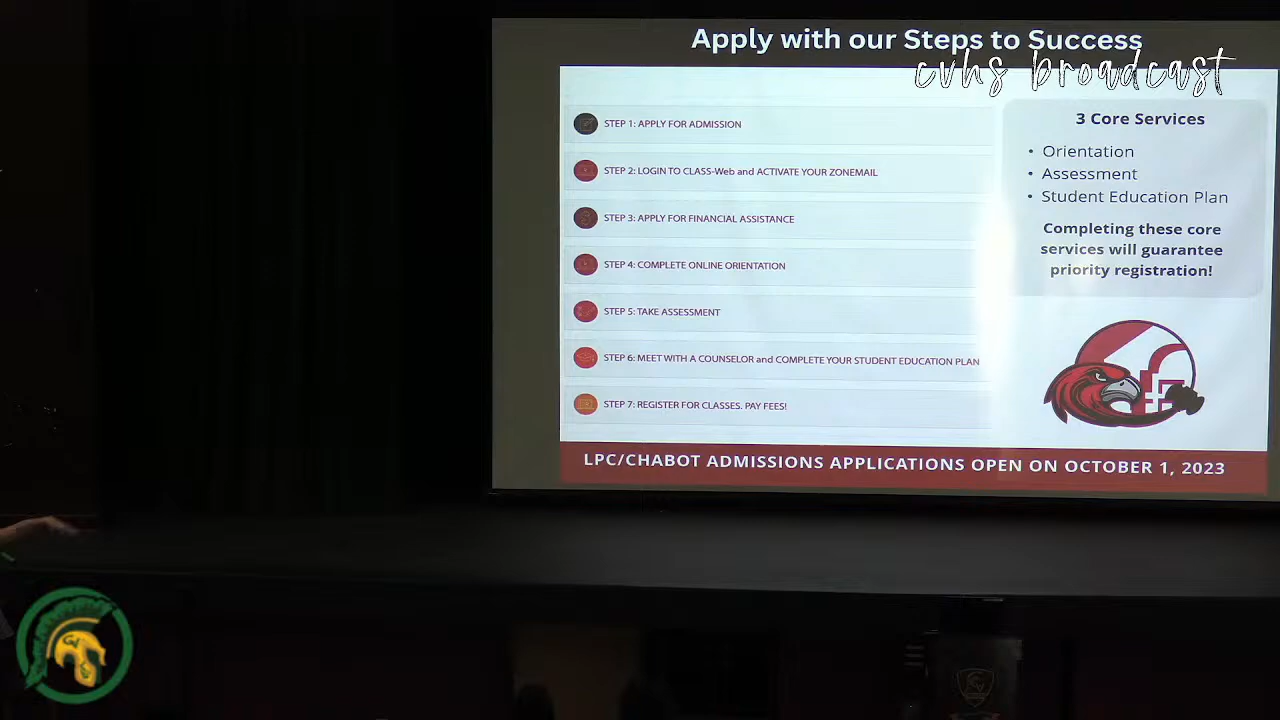 Apply with our Steps to Success
cvhs broadcast
STEP 1: APPLY FOR ADMISSION
STEP 2: LOGIN TO CLASS-Web and ACTIVATE YOUR ZONEMAIL
STEP 3: APPLY FOR FINANCIAL ASSISTANCE
STEP 4: COMPLETE ONLINE ORIENTATION
STEP 5: TAKE ASSESSMENT
STEP 6: MEET WITH A COUNSELOR and COMPLETE YOUR STUDENT EDUCATION PLAN
STEP 7: REGISTER FOR CLASSES. PAY FEES!
3 Core Services
• Orientation
• Assessment
• Student Education Plan
Completing these core
services will guarantee
priority registration!
LPC/CHABOT ADMISSIONS APPLICATIONS OPEN ON OCTOBER 1, 2023
CV